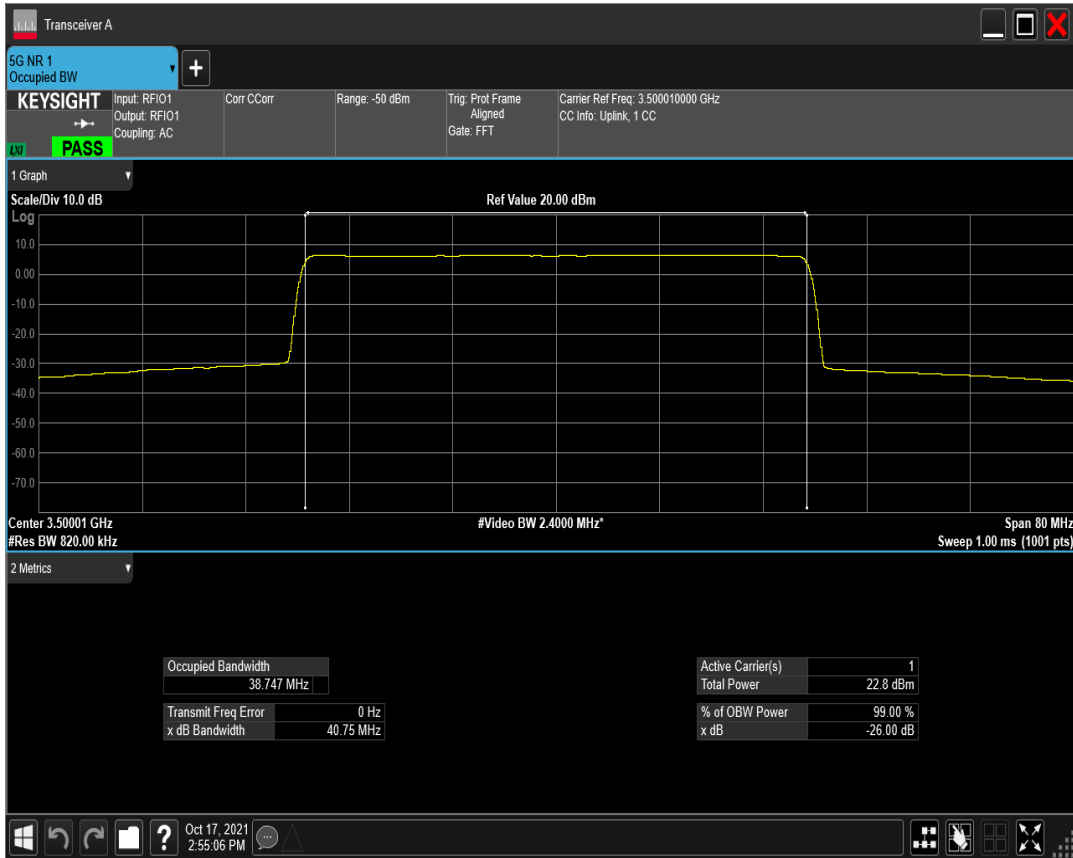 Transceiver A
5G NR 1
Occupied BW
+
KEYSIGHT
LXI
PASS
Input: RFIO1
Output: RFIO1
Coupling: AC
Corr CCorr
Range: -50 dBm
Trig: Prot Frame
Aligned
Gate: FFT
Carrier Ref Freq: 3.500010000 GHz
CC Info: Uplink, 1 CC
1 Graph
Scale/Div 10.0 dB
Ref Value 20.00 dBm
Log
10.0
0.00
-10.0
-20.0
-30.0
-40.0
-50.0
-60.0
-70.0
Center 3.50001 GHz
#Video BW 2.4000 MHz*
Span 80 MHz
#Res BW 820.00 kHz
Sweep 1.00 ms (1001 pts)
2 Metrics
Occupied Bandwidth
38.747 MHz
Transmit Freq Error 0 Hz
x dB Bandwidth 40.75 MHz
Active Carrier(s) 1
Total Power 22.8 dBm
% of OBW Power 99.00 %
x dB -26.00 dB
?
Oct 17, 2021
2:55:06 PM